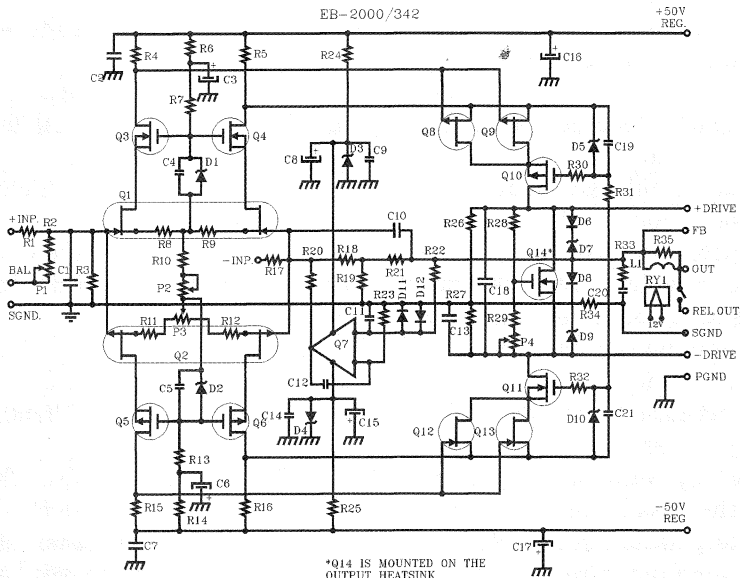 EB-2000/342
+50V
REG.
R4
R6
R5
R24
C2
C3
C16
R7
Q3
Q4
Q8
Q9
D5
C19
C4
D1
C8
D3
C9
Q10
R30
R31
Q1
+INP.
R2
R1
R8
R9
C10
R26
R28
D6
+DRIVE
FB
D7
R10
-INP.
R17
R20
R18
R21
R22
Q14*
R33
R35
BAL
P1
C1
R3
P2
R19
D8
L1
OUT
RY1
C18
C20
SGND.
R11
P3
R12
C11
R23
D11
D12
R27
C13
R29
R34
12V
REL OUT
Q2
Q7
P4
D9
SGND
-DRIVE
C5
D2
C12
Q11
R32
PGND
Q5
Q6
C14
D4
C15
Q12
Q13
D10
C21
R13
C6
R15
R14
R16
R25
-50V
REG
C7
C17
*Q14 IS MOUNTED ON THE
OUTPUT HEATSINK